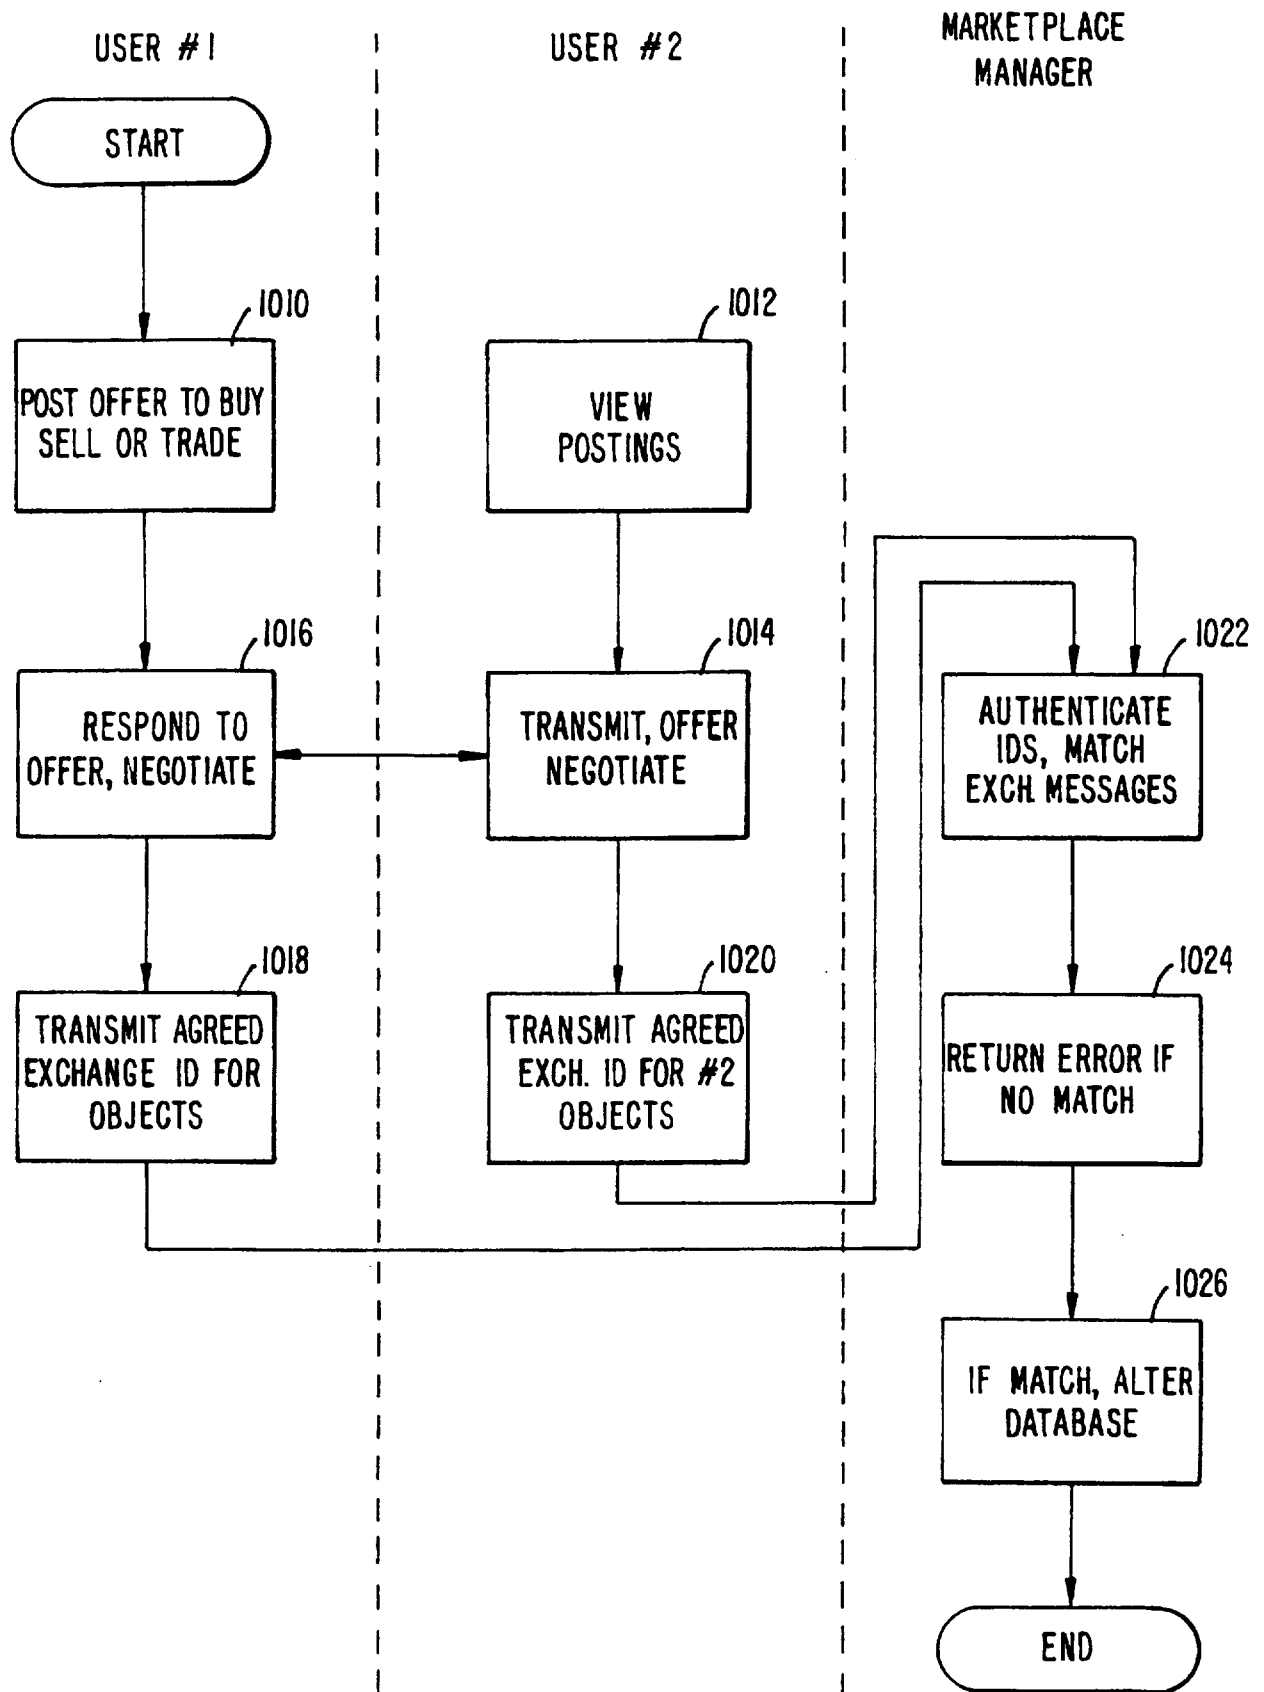 USER #1
USER #2
MARKETPLACE
MANAGER
START
1010
POST OFFER TO BUY
SELL OR TRADE
1012
VIEW
POSTINGS
1016
RESPOND TO
OFFER, NEGOTIATE
1014
TRANSMIT, OFFER
NEGOTIATE
1022
AUTHENTICATE
IDS, MATCH
EXCH. MESSAGES
1018
TRANSMIT AGREED
EXCHANGE ID FOR
OBJECTS
1020
TRANSMIT AGREED
EXCH. ID FOR #2
OBJECTS
1024
RETURN ERROR IF
NO MATCH
1026
IF MATCH, ALTER
DATABASE
END